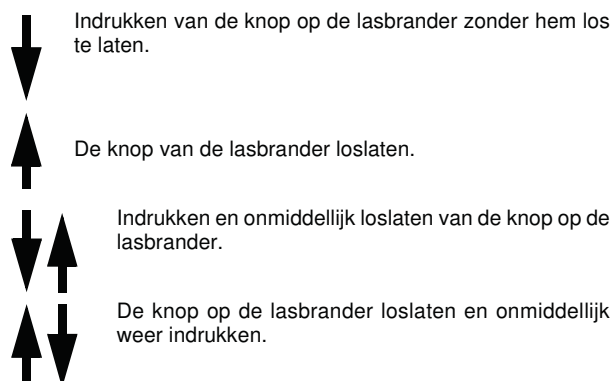 Indrukken van de knop op de lasbrander zonder hem los
te laten.
De knop van de lasbrander loslaten.
Indrukken en onmiddellijk loslaten van de knop op de
lasbrander.
De knop op de lasbrander loslaten en onmiddellijk
weer indrukken.